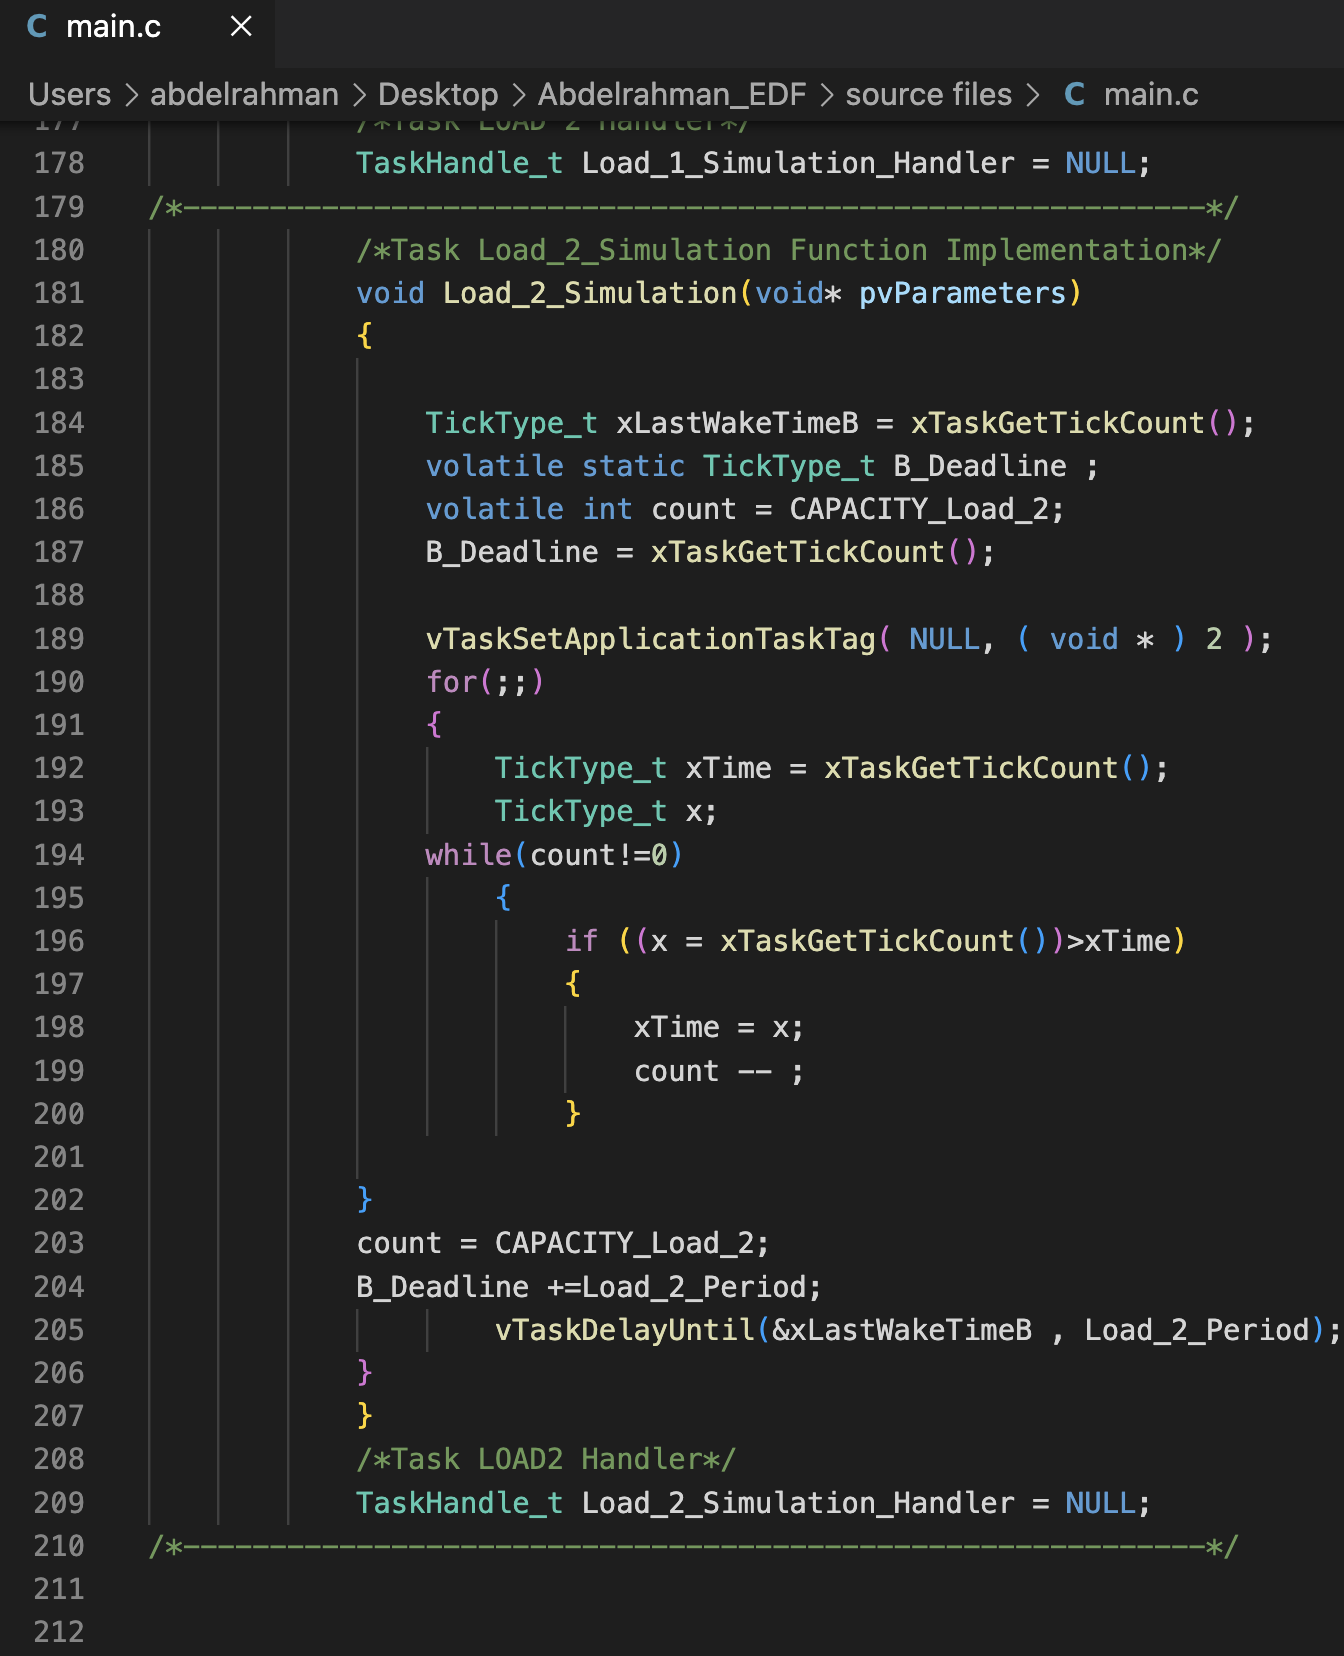 C main.c ×
Users > abdelrahman > Desktop > Abdelrahman_EDF > source files > C main.c
177 /*Task LOAD 2 Handler*/
178 TaskHandle_t Load_1_Simulation_Handler = NULL;
179 /*-----------------------------------------------------------*/
180 /*Task Load_2_Simulation Function Implementation*/
181 void Load_2_Simulation(void* pvParameters)
182 {
183
184 TickType_t xLastWakeTimeB = xTaskGetTickCount();
185 volatile static TickType_t B_Deadline ;
186 volatile int count = CAPACITY_Load_2;
187 B_Deadline = xTaskGetTickCount();
188
189 vTaskSetApplicationTaskTag( NULL, ( void * ) 2 );
190 for(;;)
191 {
192 TickType_t xTime = xTaskGetTickCount();
193 TickType_t x;
194 while(count!=0)
195 {
196 if ((x = xTaskGetTickCount())>xTime)
197 {
198 xTime = x;
199 count -- ;
200 }
201
202 }
203 count = CAPACITY_Load_2;
204 B_Deadline +=Load_2_Period;
205 vTaskDelayUntil(&xLastWakeTimeB , Load_2_Period);
206 }
207 }
208 /*Task LOAD2 Handler*/
209 TaskHandle_t Load_2_Simulation_Handler = NULL;
210 /*-----------------------------------------------------------*/
211
212